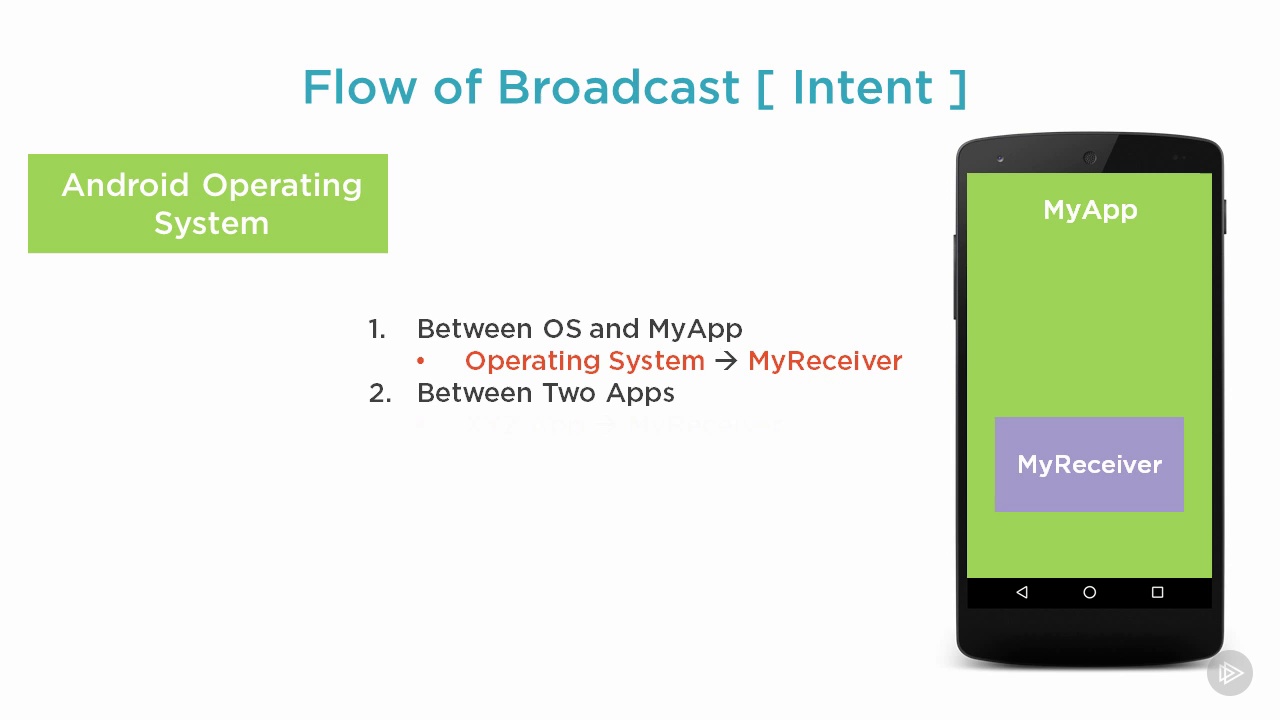 Flow of Broadcast [ Intent ]
Android Operating
System
MyApp
1. Between OS and MyApp
• Operating System → MyReceiver
2. Between Two Apps
MyReceiver